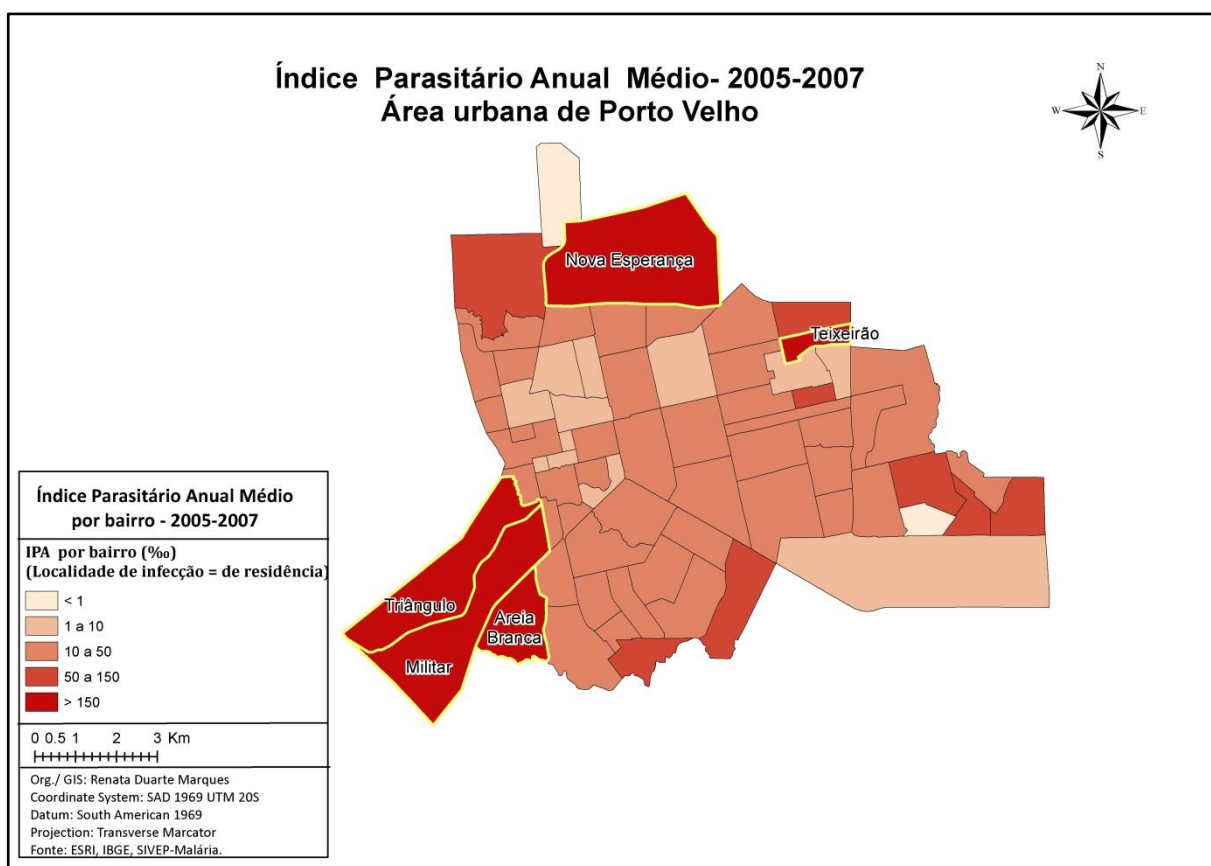 Índice Parasitário Anual Médio- 2005-2007
Área urbana de Porto Velho
N
W
E
S
Nova Esperança
Teixeirão
Triângulo
Areia
Branca
Militar
Índice Parasitário Anual Médio
por bairro - 2005-2007
IPA por bairro (‰)
(Localidade de infecção = de residência)
< 1
1 a 10
10 a 50
50 a 150
> 150
0 0.5 1 2 3 Km
Org./ GIS: Renata Duarte Marques
Coordinate System: SAD 1969 UTM 20S
Datum: South American 1969
Projection: Transverse Marcator
Fonte: ESRI, IBGE, SIVEP-Malária.